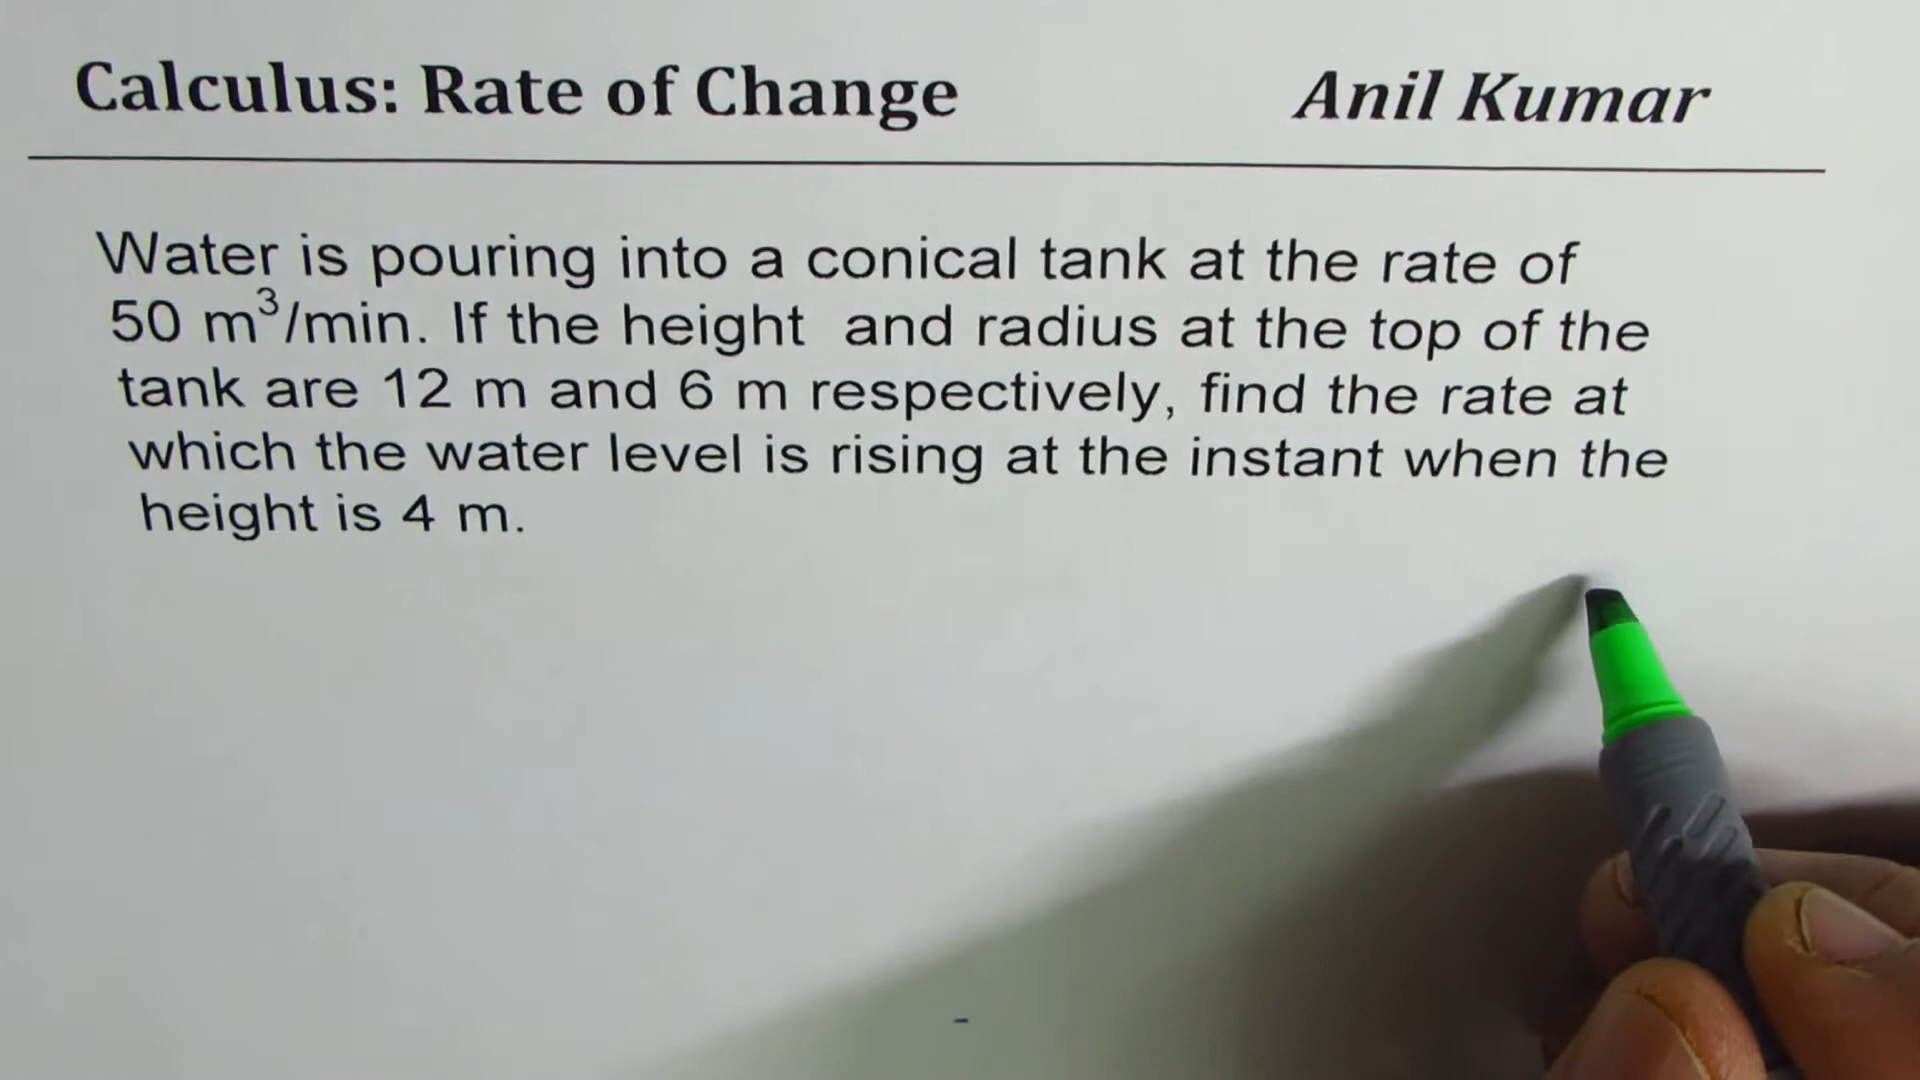 Calculus: Rate of Change
Anil Kumar
Water is pouring into a conical tank at the rate of
50 m³/min. If the height and radius at the top of the
tank are 12 m and 6 m respectively, find the rate at
which the water level is rising at the instant when the
height is 4 m.